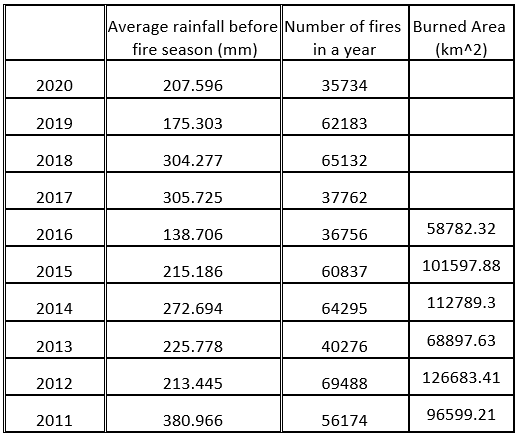 Average rainfall before fire season (mm) Number of fires in a year Burned Area (km^2)
2020 207.596 35734
2019 175.303 62183
2018 304.277 65132
2017 305.725 37762
2016 138.706 36756 58782.32
2015 215.186 60837 101597.88
2014 272.694 64295 112789.3
2013 225.778 40276 68897.63
2012 213.445 69488 126683.41
2011 380.966 56174 96599.21